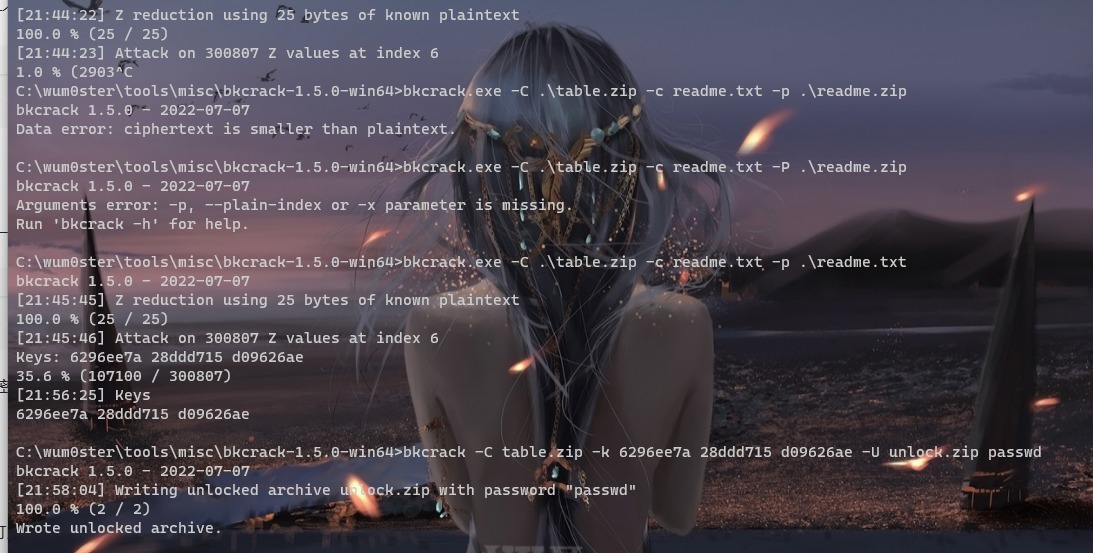 [21:44:22] Z reduction using 25 bytes of known plaintext
100.0 % (25 / 25)
[21:44:23] Attack on 300807 Z values at index 6
1.0 % (2903^C
C:\wum0ster\tools\misc\bkcrack-1.5.0-win64>bkcrack.exe -C .\table.zip -c readme.txt -p .\readme.zip
bkcrack 1.5.0 - 2022-07-07
Data error: ciphertext is smaller than plaintext.
C:\wum0ster\tools\misc\bkcrack-1.5.0-win64>bkcrack.exe -C .\table.zip -c readme.txt -P .\readme.zip
bkcrack 1.5.0 - 2022-07-07
Arguments error: -p, --plain-index or -x parameter is missing.
Run 'bkcrack -h' for help.
C:\wum0ster\tools\misc\bkcrack-1.5.0-win64>bkcrack.exe -C .\table.zip -c readme.txt -p .\readme.txt
bkcrack 1.5.0 - 2022-07-07
[21:45:45] Z reduction using 25 bytes of known plaintext
100.0 % (25 / 25)
[21:45:46] Attack on 300807 Z values at index 6
Keys: 6296ee7a 28ddd715 d09626ae
35.6 % (107100 / 300807)
[21:56:25] Keys
6296ee7a 28ddd715 d09626ae
C:\wum0ster\tools\misc\bkcrack-1.5.0-win64>bkcrack -C table.zip -k 6296ee7a 28ddd715 d09626ae -U unlock.zip passwd
bkcrack 1.5.0 - 2022-07-07
[21:58:04] Writing unlocked archive unlock.zip with password "passwd"
100.0 % (2 / 2)
Wrote unlocked archive.